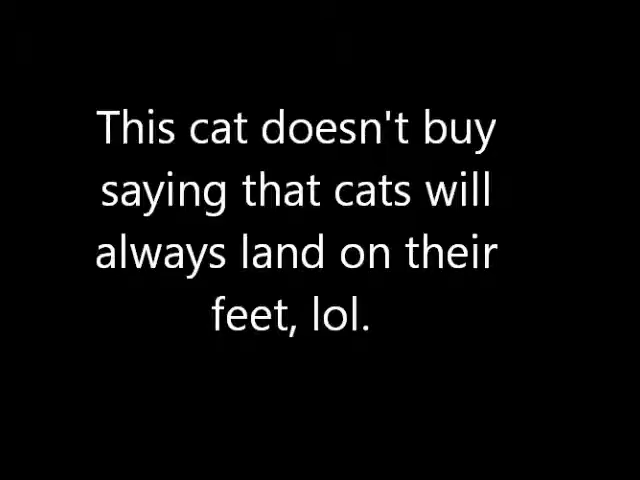 This cat doesn't buy
saying that cats will
always land on their
feet, lol.